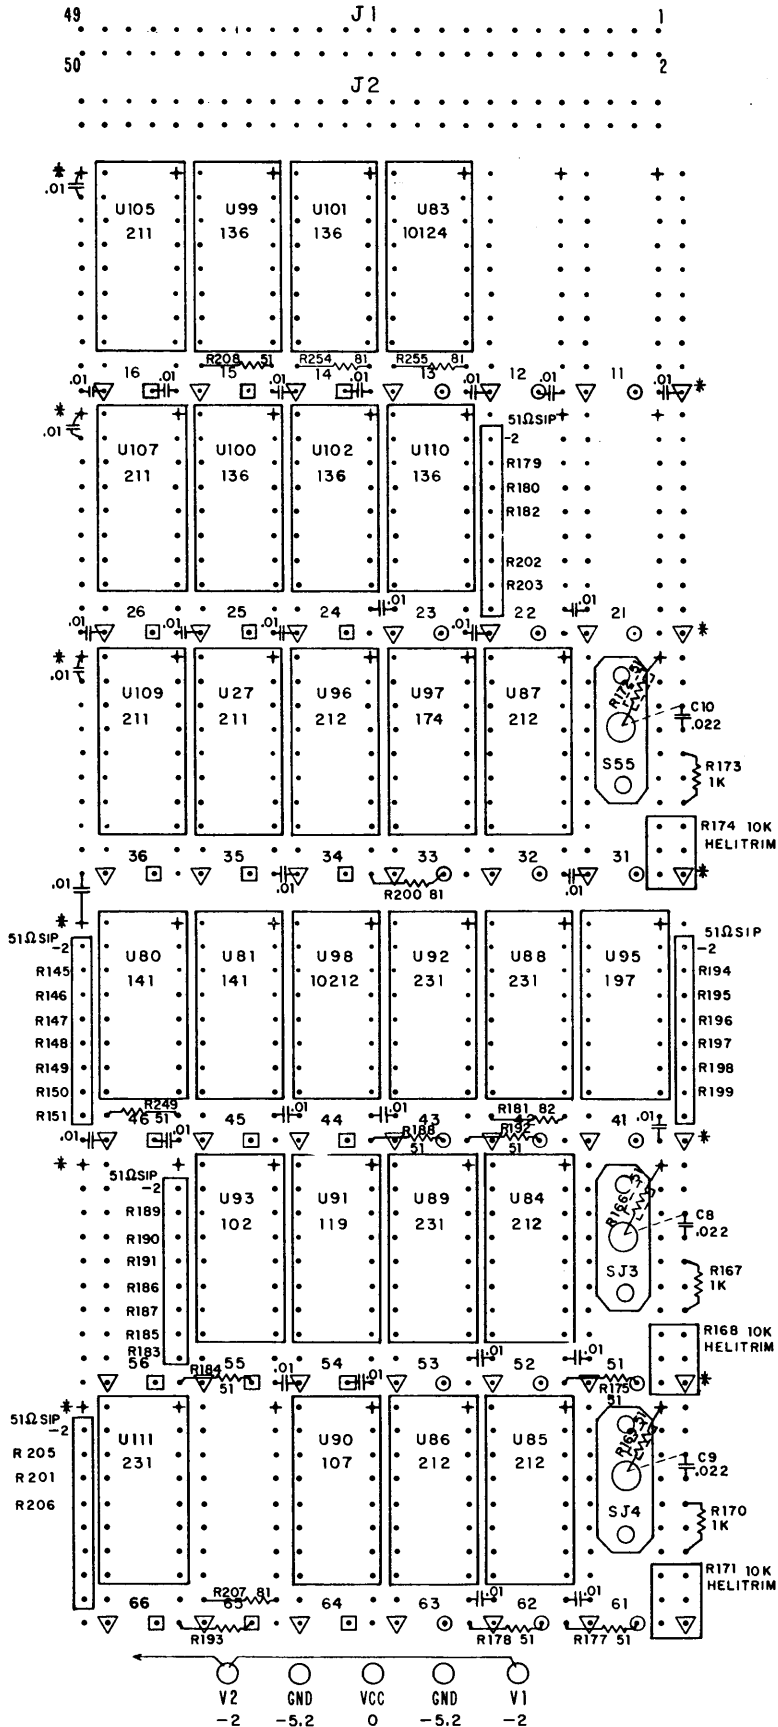 49 J1 1
50 2
J2
* .01
U105 U99 U101 U83
211 136 136 10124
R208 51 R254 81 R255 81
16 15 14 13 12 11
.01 .01 .01 .01 .01 .01 *
* .01
51ΩSIP
-2
U107 U100 U102 U110
211 136 136 136
R179
R180
R182
R202
R203
.01 .01
26 25 24 23 22 21
.01 .01 .01 .01 *
* .01
U109 U27 U96 U97 U87
211 211 212 174 212
R172 51
C10
.022
S55
R173
1K
R174 10K
HELITRIM
36 35 34 33 32 31
.01 .01 .01 *
R200 81
*
51ΩSIP 51ΩSIP
-2 -2
U80 U81 U98 U92 U88 U95
141 141 10212 231 231 197
R145 R194
R146 R195
R147 R196
R148 R197
R149 R198
R150 R199
R151
R249 51 .01 .01 R181 82
46 45 44 43 42 41 .01
.01 .01 R188 51 R192 51 *
*
51ΩSIP
-2
U93 U91 U89 U84
102 119 231 212
R189
R190
R191
R186
R187
R185
R183
R166 51
C8
.022
SJ3
R167
1K
R168 10K
HELITRIM
.01 .01
56 55 54 53 52 51
R184 51 .01 .01 R175 51 *
*
51ΩSIP
-2
U111 U90 U86 U85
231 107 212 212
R205
R201
R206
R169 51
C9
.022
SJ4
R170
1K
R171 10K
HELITRIM
R207 81 .01 .01
66 65 64 63 62 61
R193 R178 51 R177 51
V2 GND VCC GND V1
-2 -5.2 0 -5.2 -2